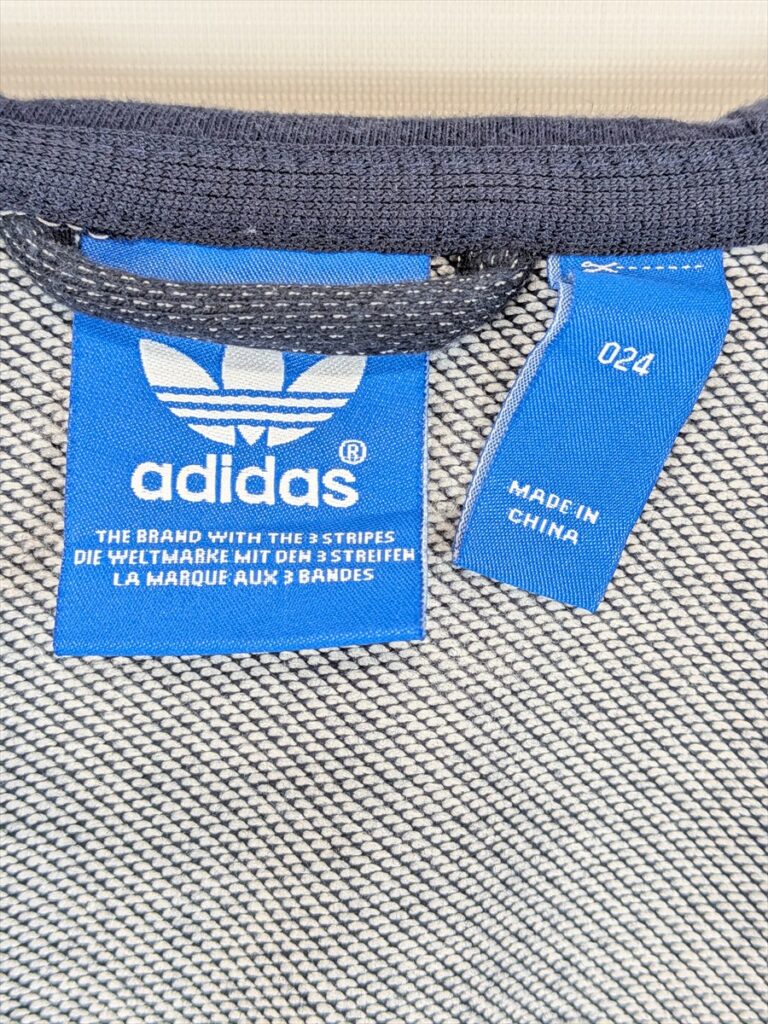 adidas®
THE BRAND WITH THE 3 STRIPES
DIE WELTMARKE MIT DEN 3 STREIFEN
LA MARQUE AUX 3 BANDES
024
MADE IN
CHINA